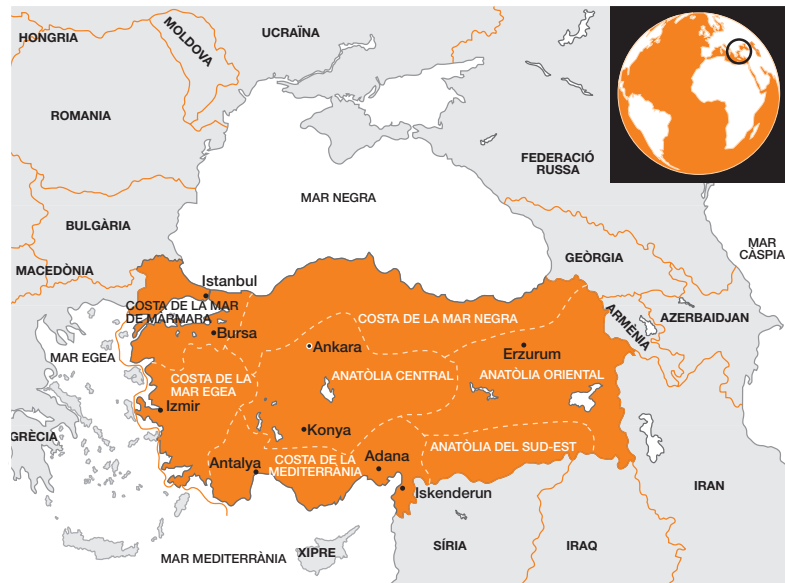 HONGRIA
MOLDOVA
UCRAÏNA
ROMANIA
FEDERACIÓ
RUSSA
MAR NEGRA
BULGÀRIA
MAR
CÀSPIA
GEÒRGIA
MACEDÒNIA
Istanbul
COSTA DE LA MAR
DE MÀRMARA
AZERBAIDJAN
ARMÈNIA
COSTA DE LA MAR NEGRA
Bursa
Ankara
Erzurum
MAR EGEA
COSTA DE LA
MAR EGEA
ANATÒLIA CENTRAL
ANATÒLIA ORIENTAL
Izmir
Konya
GRÈCIA
ANATÒLIA DEL SUD-EST
Antalya
COSTA DE LA
MEDITERRÀNIA
Adana
Iskenderun
IRAN
MAR MEDITERRÀNIA
XIPRE
SÍRIA
IRAQ